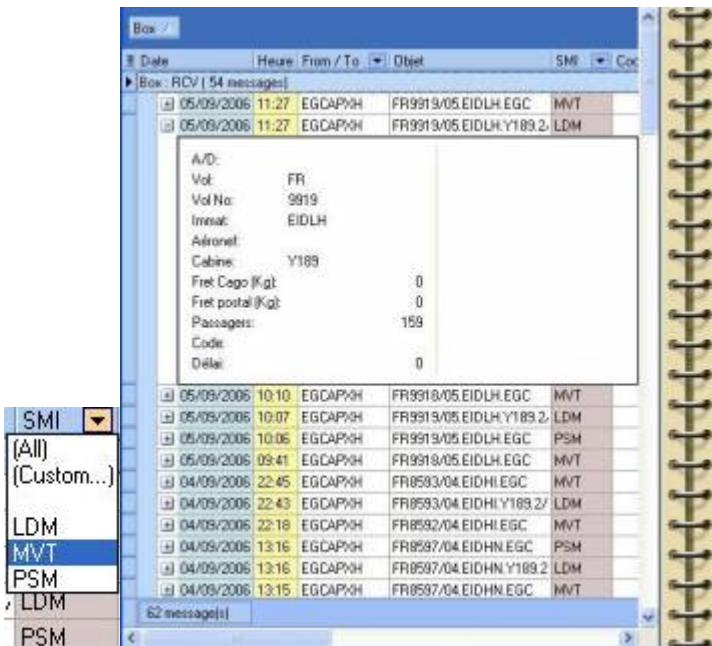 Box
Date Heure From / To Objet SMI Coc
Box : RCV ( 54 messages)
05/09/2006 11:27 EGCAPXH FR9919/05.EIDLH.EGC MVT
05/09/2006 11:27 EGCAPXH FR9919/05.EIDLH.Y189.2/ LDM
A/D:
Vol: FR
Vol No: 9919
Immat: EIDLH
Aéronef:
Cabine: Y189
Fret Cago (Kg): 0
Fret postal (Kg): 0
Passagers: 159
Code:
Délai: 0
05/09/2006 10:10 EGCAPXH FR9918/05.EIDLH.EGC MVT
05/09/2006 10:07 EGCAPXH FR9919/05.EIDLH.Y189.2/ LDM
05/09/2006 10:06 EGCAPXH FR9919/05.EIDLH.EGC PSM
05/09/2006 09:41 EGCAPXH FR9918/05.EIDLH.EGC MVT
04/09/2006 22:45 EGCAPXH FR8593/04.EIDHI.EGC MVT
04/09/2006 22:43 EGCAPXH FR8593/04.EIDHI.Y189.2/ LDM
04/09/2006 22:18 EGCAPXH FR8592/04.EIDHI.EGC MVT
04/09/2006 13:16 EGCAPXH FR8597/04.EIDHN.EGC PSM
04/09/2006 13:16 EGCAPXH FR8597/04.EIDHN.Y189.2 LDM
04/09/2006 13:15 EGCAPXH FR8597/04.EIDHN.EGC MVT
62 message(s)
SMI
(All)
(Custom...)
LDM
MVT
PSM
LDM
PSM